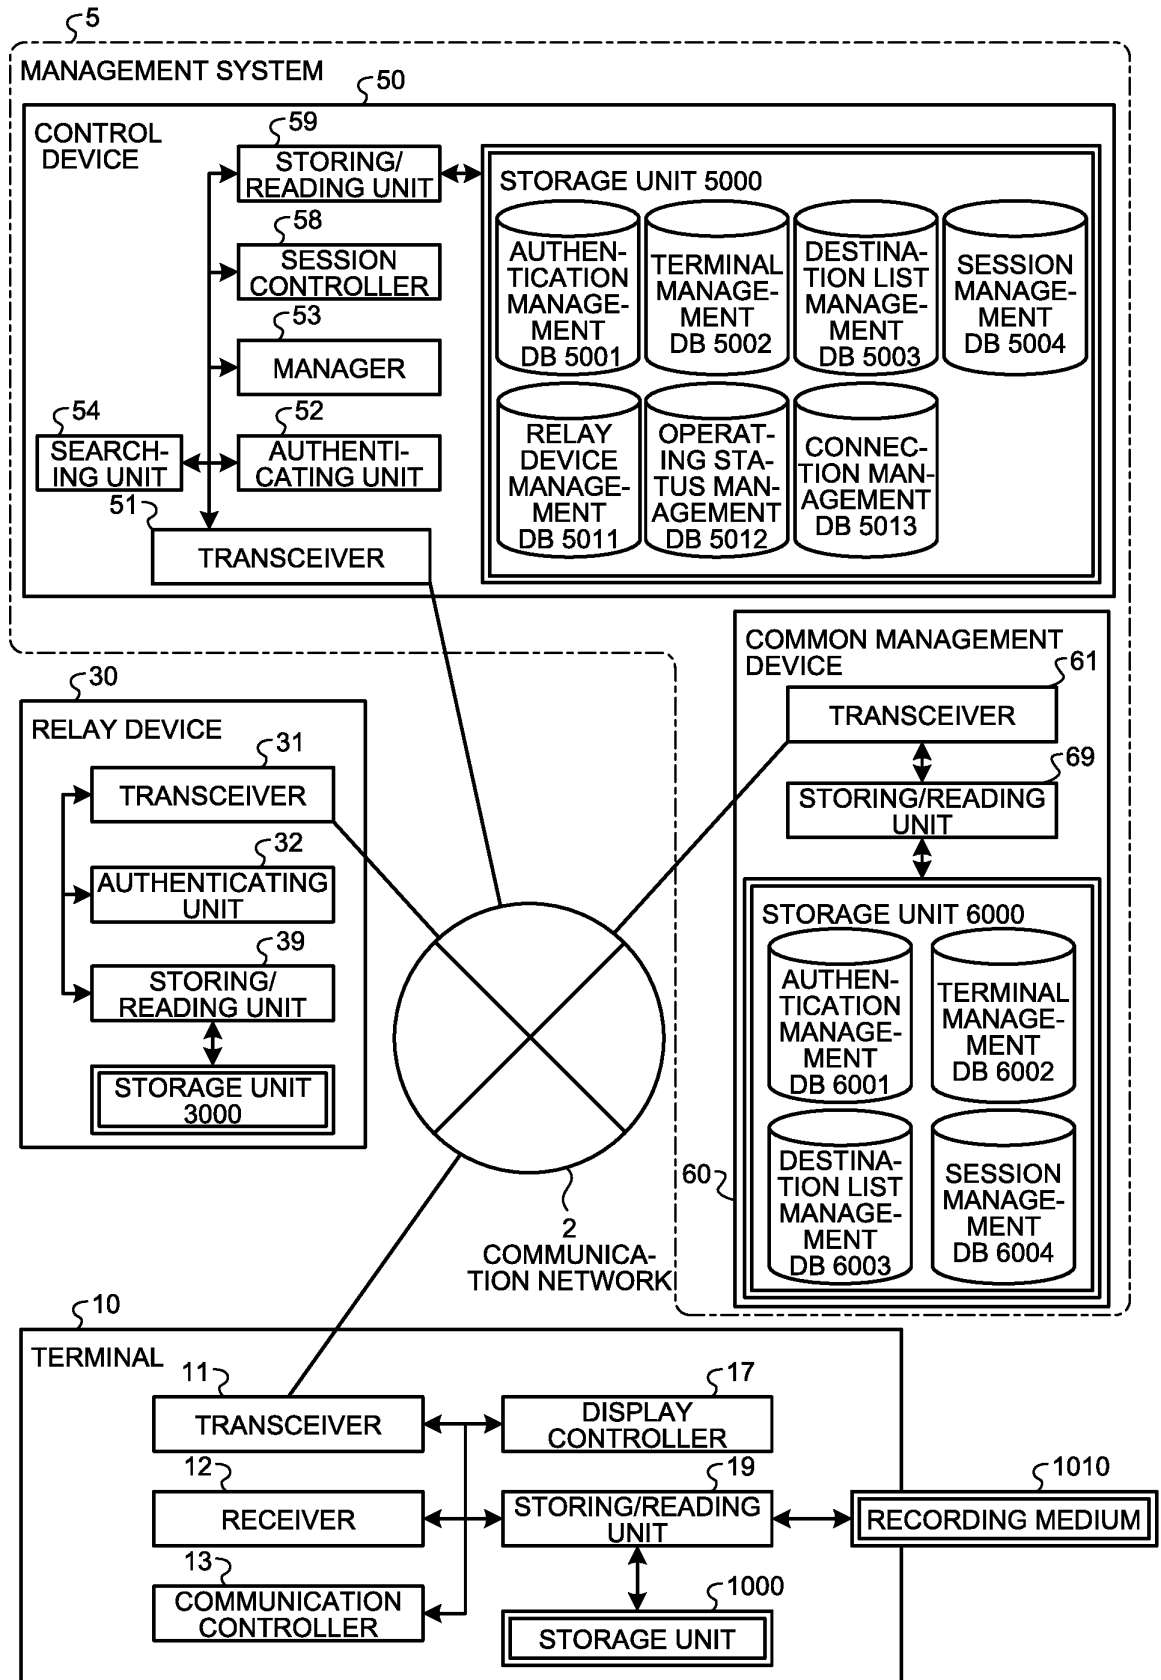 5
MANAGEMENT SYSTEM
50
CONTROL
DEVICE
59
STORING/
READING UNIT
58
SESSION
CONTROLLER
53
MANAGER
54
SEARCH-
ING UNIT
52
AUTHENTI-
CATING UNIT
51
TRANSCEIVER
STORAGE UNIT 5000
AUTHEN-
TICATION
MANAGE-
MENT
DB 5001
TERMINAL
MANAGE-
MENT
DB 5002
DESTINA-
TION LIST
MANAGE-
MENT
DB 5003
SESSION
MANAGE-
MENT
DB 5004
RELAY
DEVICE
MANAGE-
MENT
DB 5011
OPERAT-
ING STA-
TUS MAN-
AGEMENT
DB 5012
CONNEC-
TION MAN-
AGEMENT
DB 5013
COMMON MANAGEMENT
DEVICE
61
TRANSCEIVER
69
STORING/READING
UNIT
STORAGE UNIT 6000
AUTHEN-
TICATION
MANAGE-
MENT
DB 6001
TERMINAL
MANAGE-
MENT
DB 6002
DESTINA-
TION LIST
MANAGE-
MENT
DB 6003
SESSION
MANAGE-
MENT
DB 6004
60
30
RELAY DEVICE
31
TRANSCEIVER
32
AUTHENTICATING
UNIT
39
STORING/
READING UNIT
STORAGE UNIT
3000
2
COMMUNICA-
TION NETWORK
10
TERMINAL
11
TRANSCEIVER
17
DISPLAY
CONTROLLER
12
RECEIVER
19
STORING/READING
UNIT
1010
RECORDING MEDIUM
13
COMMUNICATION
CONTROLLER
1000
STORAGE UNIT